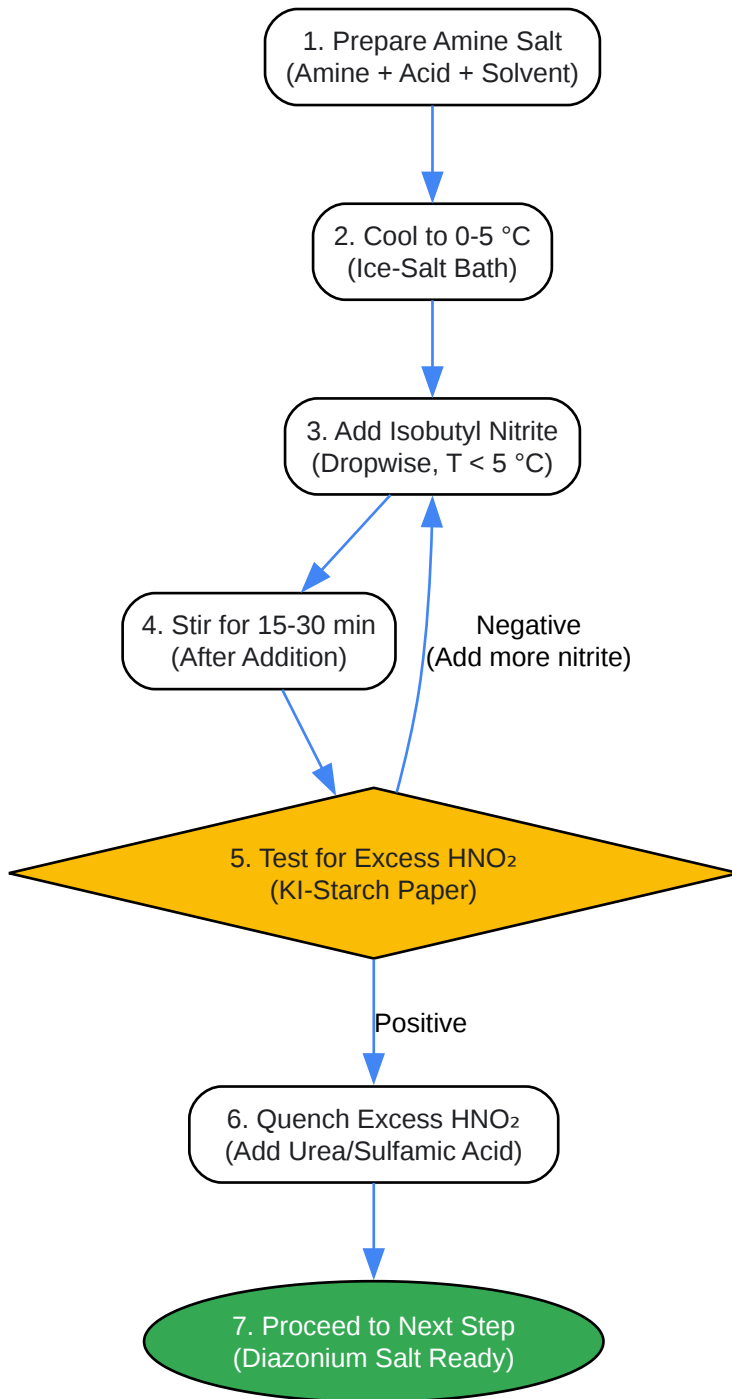 1. Prepare Amine Salt
(Amine + Acid + Solvent)
2. Cool to 0-5 °C
(Ice-Salt Bath)
3. Add Isobutyl Nitrite
(Dropwise, T < 5 °C)
4. Stir for 15-30 min
(After Addition)
Negative
(Add more nitrite)
5. Test for Excess HNO₂
(KI-Starch Paper)
Positive
6. Quench Excess HNO₂
(Add Urea/Sulfamic Acid)
7. Proceed to Next Step
(Diazonium Salt Ready)